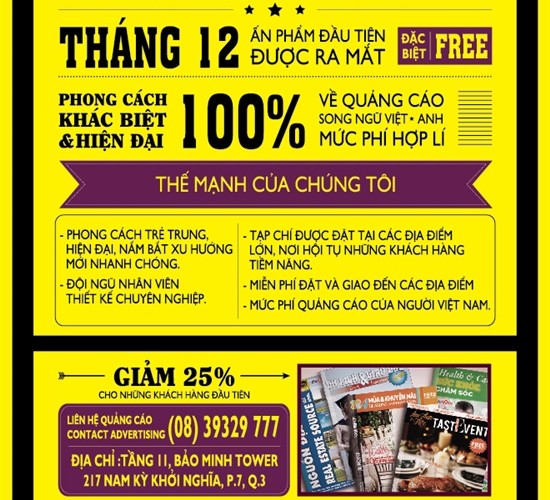 THÁNG 12
ẤN PHẨM ĐẦU TIÊN
ĐƯỢC RA MẮT
ĐẶC
BIỆT
FREE
PHONG CÁCH
KHÁC BIỆT
& HIỆN ĐẠI
100%
VỀ QUẢNG CÁO
SONG NGỮ VIỆT * ANH
MỨC PHÍ HỢP LÍ
THẾ MẠNH CỦA CHÚNG TÔI
- PHONG CÁCH TRẺ TRUNG,
HIỆN ĐẠI, NẮM BẮT XU HƯỚNG
MỚI NHANH CHÓNG.
- ĐỘI NGŨ NHÂN VIÊN
THIẾT KẾ CHUYÊN NGHIỆP.
- TẠP CHÍ ĐƯỢC ĐẶT TẠI CÁC ĐỊA ĐIỂM
LỚN, NƠI HỘI TỤ NHỮNG KHÁCH HÀNG
TIỀM NĂNG.
- MIỄN PHÍ ĐẶT VÀ GIAO ĐẾN CÁC ĐỊA ĐIỂM
- MỨC PHÍ QUẢNG CÁO CỦA NGƯỜI VIỆT NAM.
GIẢM 25%
CHO NHỮNG KHÁCH HÀNG ĐẦU TIÊN
LIÊN HỆ QUẢNG CÁO
CONTACT ADVERTISING
(08) 39329 777
ĐỊA CHỈ :TẦNG 11, BẢO MINH TOWER
217 NAM KỲ KHỞI NGHĨA, P.7, Q.3
REAL ESTATE SOURCE
MÙA & KHUYẾN MÃI
Health &
SỨC KHỎE
CHĂM SÓC
FREE